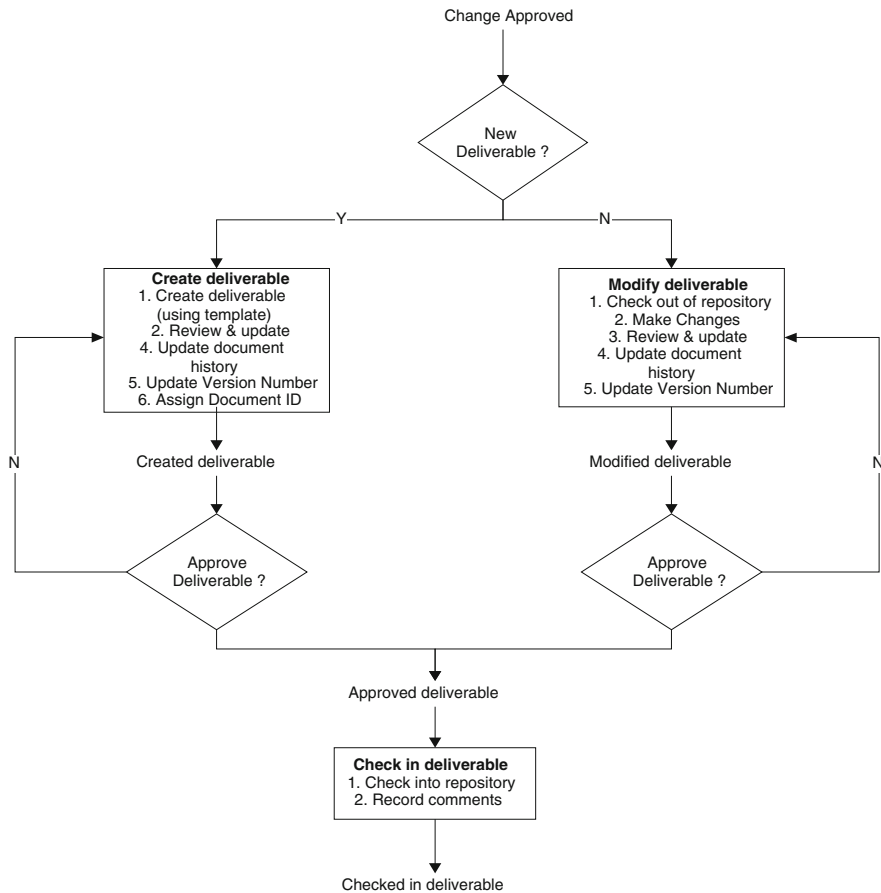 Change Approved
New
Deliverable ?
Y
N
Create deliverable
1. Create deliverable
(using template)
2. Review & update
4. Update document
history
5. Update Version Number
6. Assign Document ID
Modify deliverable
1. Check out of repository
2. Make Changes
3. Review & update
4. Update document
history
5. Update Version Number
N
Created deliverable
Modified deliverable
N
Approve
Deliverable ?
Approve
Deliverable ?
Approved deliverable
Check in deliverable
1. Check into repository
2. Record comments
Checked in deliverable